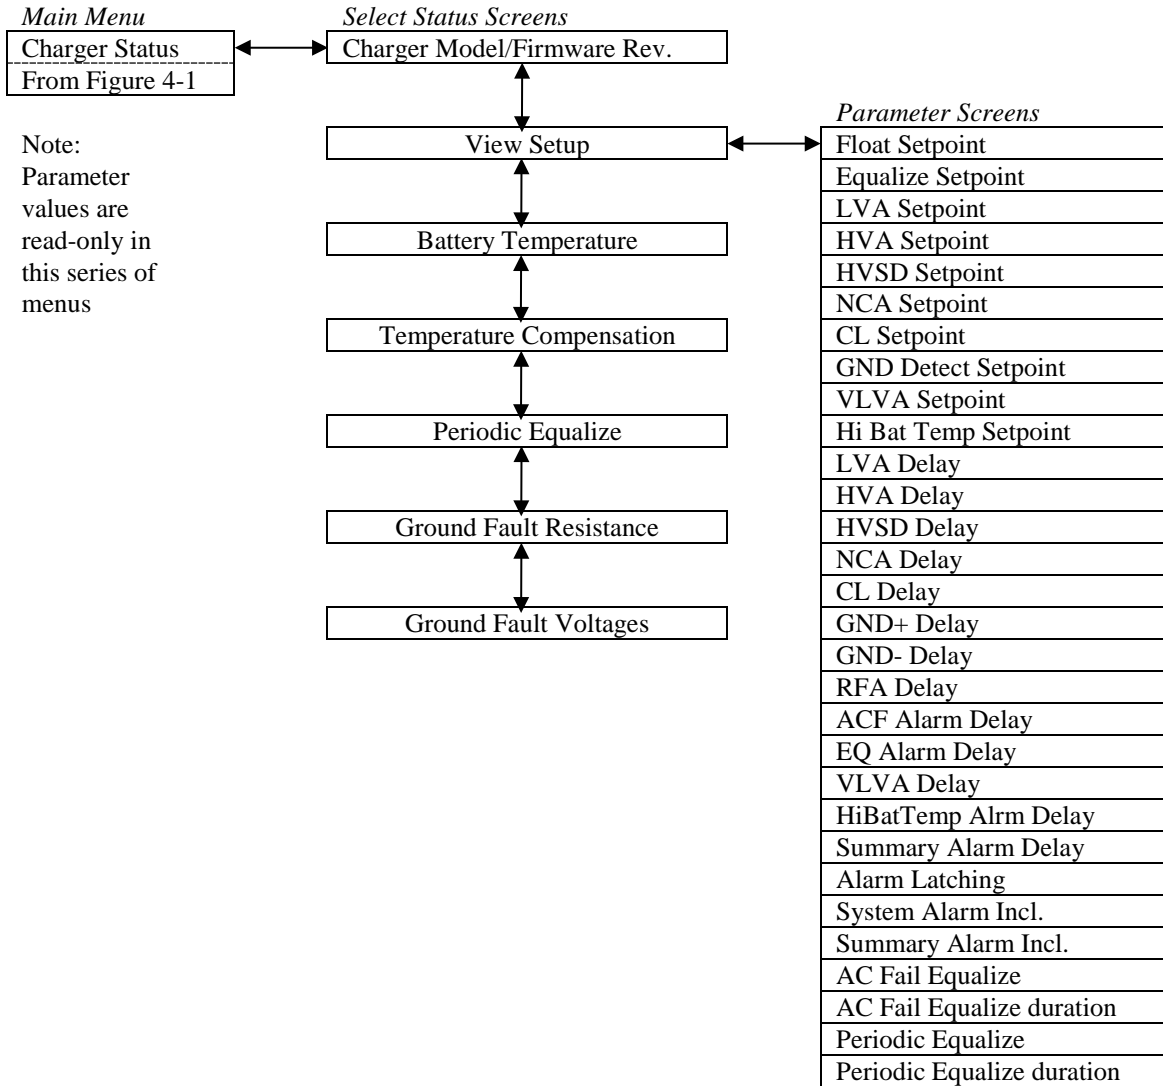 Main Menu
Charger Status
From Figure 4-1
Note:
Parameter
values are
read-only in
this series of
menus
Select Status Screens
Charger Model/Firmware Rev.
View Setup
Battery Temperature
Temperature Compensation
Periodic Equalize
Ground Fault Resistance
Ground Fault Voltages
Parameter Screens
Float Setpoint
Equalize Setpoint
LVA Setpoint
HVA Setpoint
HVSD Setpoint
NCA Setpoint
CL Setpoint
GND Detect Setpoint
VLVA Setpoint
Hi Bat Temp Setpoint
LVA Delay
HVA Delay
HVSD Delay
NCA Delay
CL Delay
GND+ Delay
GND- Delay
RFA Delay
ACF Alarm Delay
EQ Alarm Delay
VLVA Delay
HiBatTemp Alrm Delay
Summary Alarm Delay
Alarm Latching
System Alarm Incl.
Summary Alarm Incl.
AC Fail Equalize
AC Fail Equalize duration
Periodic Equalize
Periodic Equalize duration